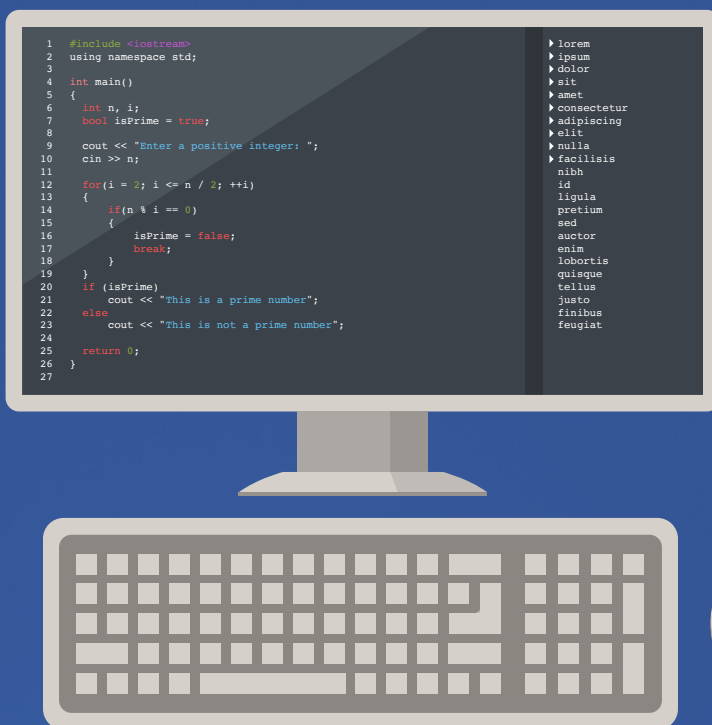 1 #include <iostream>
2 using namespace std;
3
4 int main()
5 {
6 int n, i;
7 bool isPrime = true;
8
9 cout << "Enter a positive integer: ";
10 cin >> n;
11
12 for(i = 2; i <= n / 2; ++i)
13 {
14 if(n % i == 0)
15 {
16 isPrime = false;
17 break;
18 }
19 }
20 if (isPrime)
21 cout << "This is a prime number";
22 else
23 cout << "This is not a prime number";
24
25 return 0;
26 }
27
lorem
ipsum
dolor
sit
amet
consectetur
adipiscing
elit
nulla
facilisis
nibh
id
ligula
pretium
sed
auctor
enim
lobortis
quisque
tellus
justo
finibus
feugiat